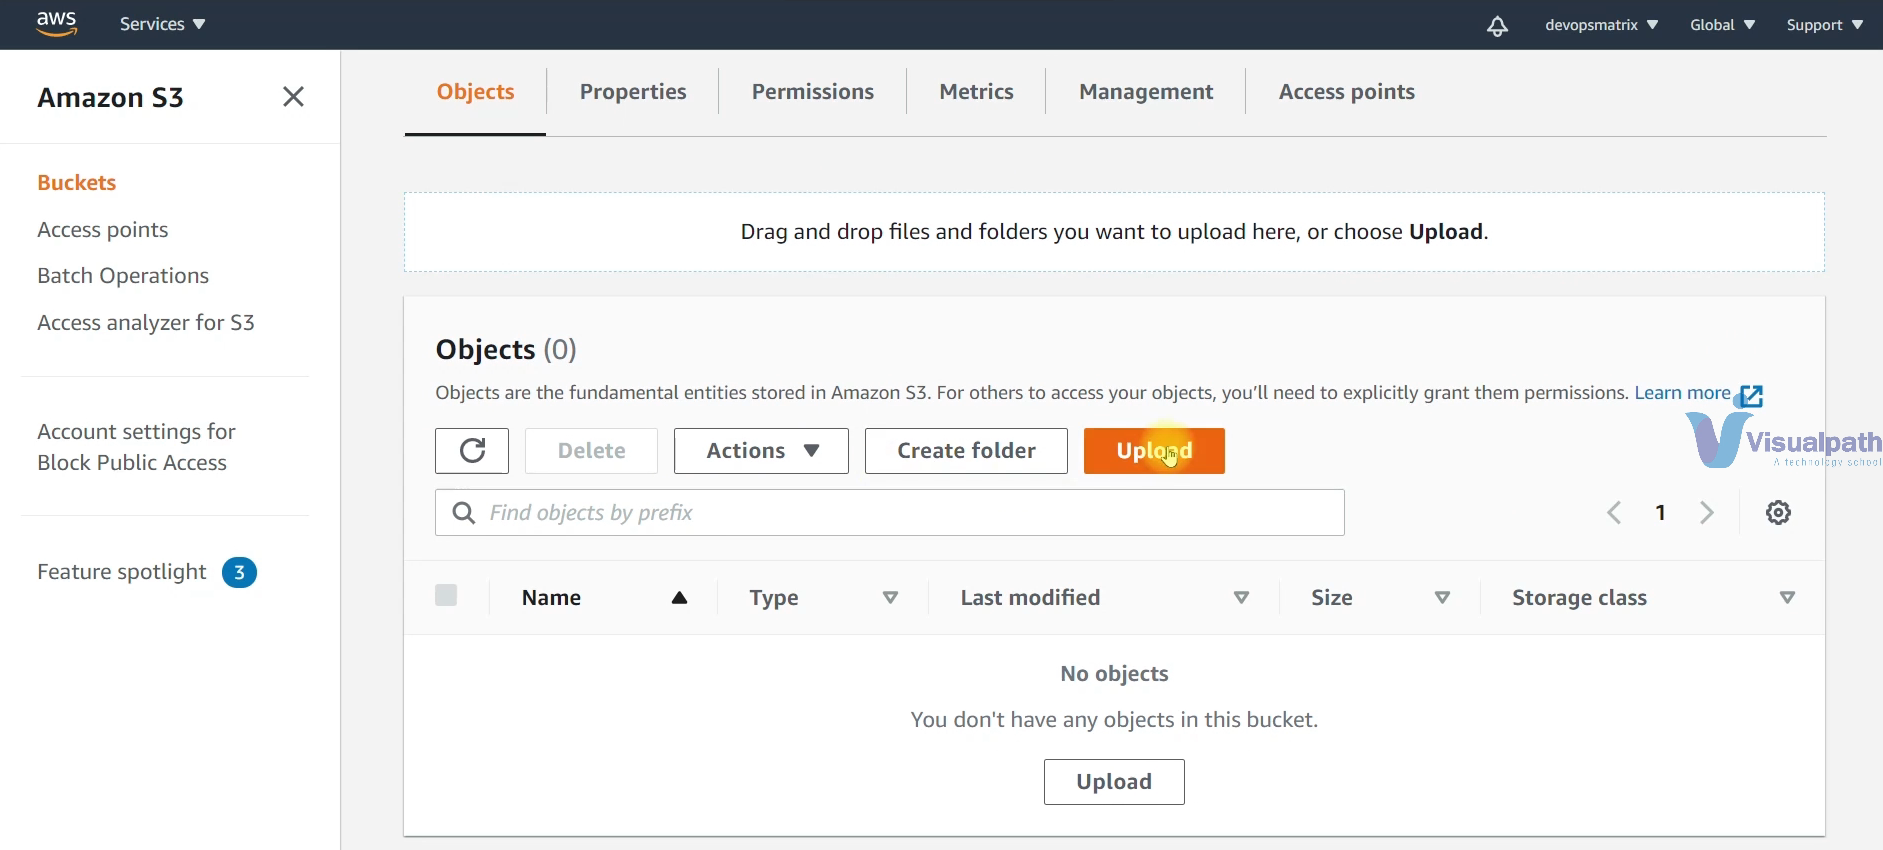 aws
Services
devopsmatrix
Global
Support
Amazon S3
Buckets
Access points
Batch Operations
Access analyzer for S3
Account settings for
Block Public Access
Feature spotlight 3
Objects
Properties
Permissions
Metrics
Management
Access points
Drag and drop files and folders you want to upload here, or choose Upload.
Objects (0)
Objects are the fundamental entities stored in Amazon S3. For others to access your objects, you’ll need to explicitly grant them permissions. Learn more
Delete
Actions
Create folder
Upload
Visualpath
A technology school
Find objects by prefix
1
Name
Type
Last modified
Size
Storage class
No objects
You don't have any objects in this bucket.
Upload